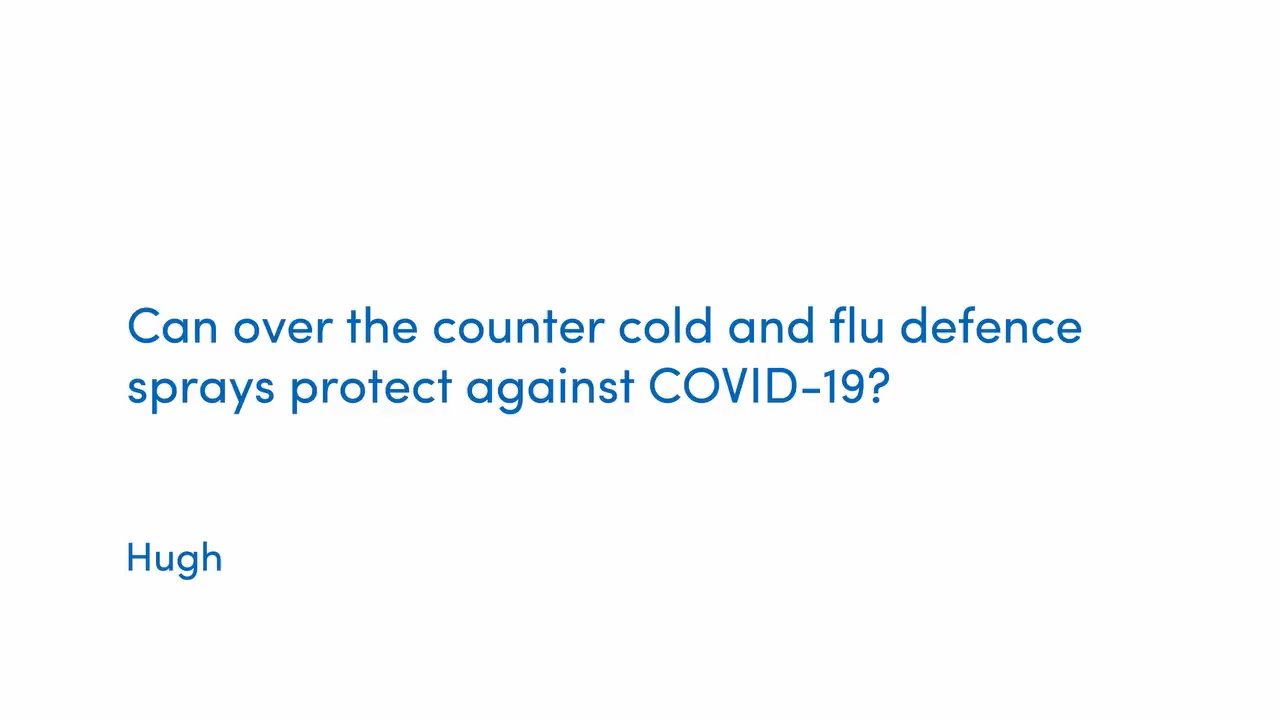 Can over the counter cold and flu defence
sprays protect against COVID-19?
Hugh